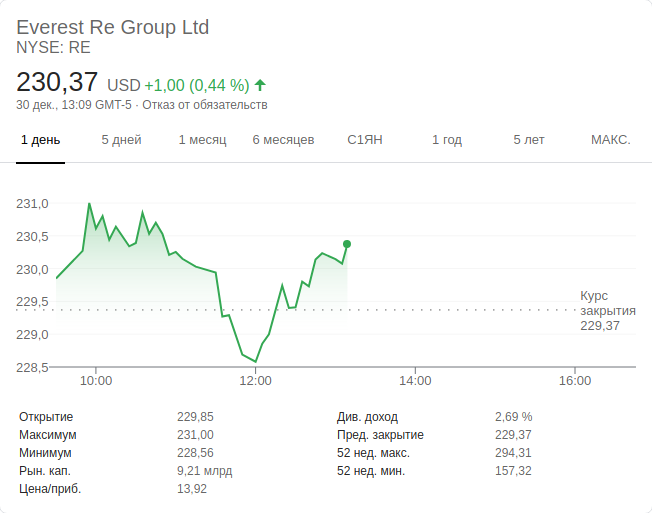 Everest Re Group Ltd
NYSE: RE
230,37 USD +1,00 (0,44 %)
30 дек., 13:09 GMT-5 · Отказ от обязательств
1 день 5 дней 1 месяц 6 месяцев С1ЯН 1 год 5 лет МАКС.
231,0
230,5
230,0
229,5
229,0
228,5
Курс
закрытия
229,37
10:00 12:00 14:00 16:00
Открытие 229,85 Див. доход 2,69 %
Максимум 231,00 Пред. закрытие 229,37
Минимум 228,56 52 нед. макс. 294,31
Рын. кап. 9,21 млрд 52 нед. мин. 157,32
Цена/приб. 13,92